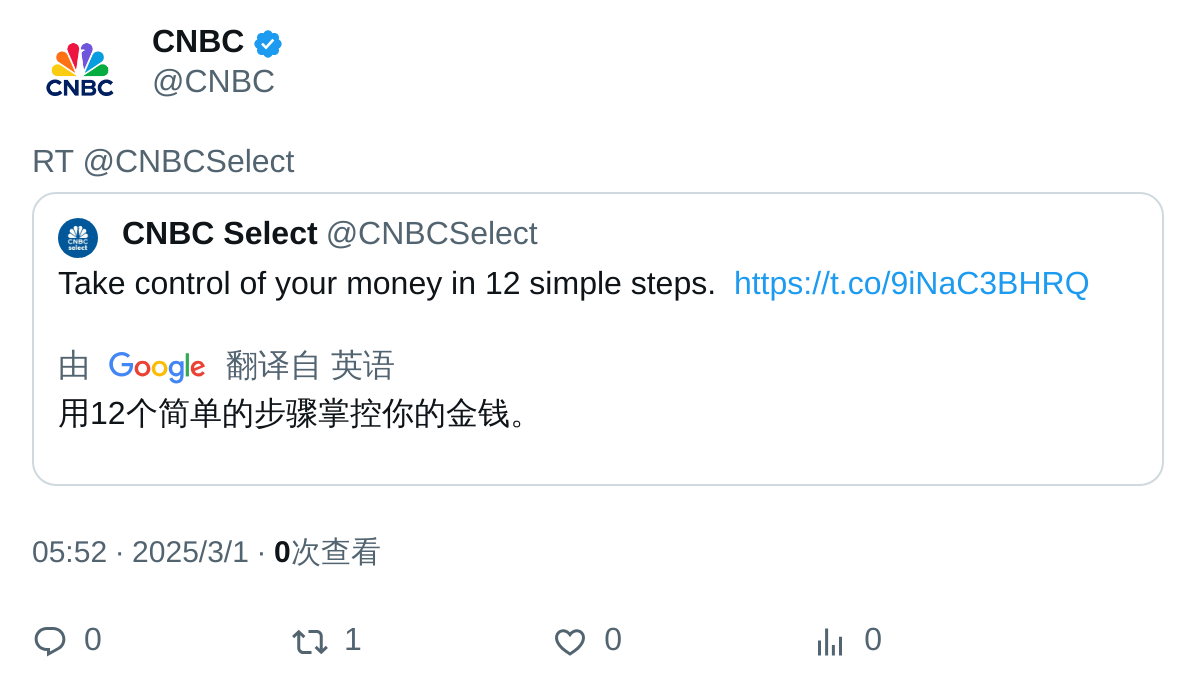 CNBC
@CNBC
CNBC
RT @CNBCSelect
CNBC Select @CNBCSelect
CNBC
select
Take control of your money in 12 simple steps. https://t.co/9iNaC3BHRQ
由 Google 翻译自 英语
用12个简单的步骤掌控你的金钱。
05:52 · 2025/3/1 · 0次查看
0 1 0 0